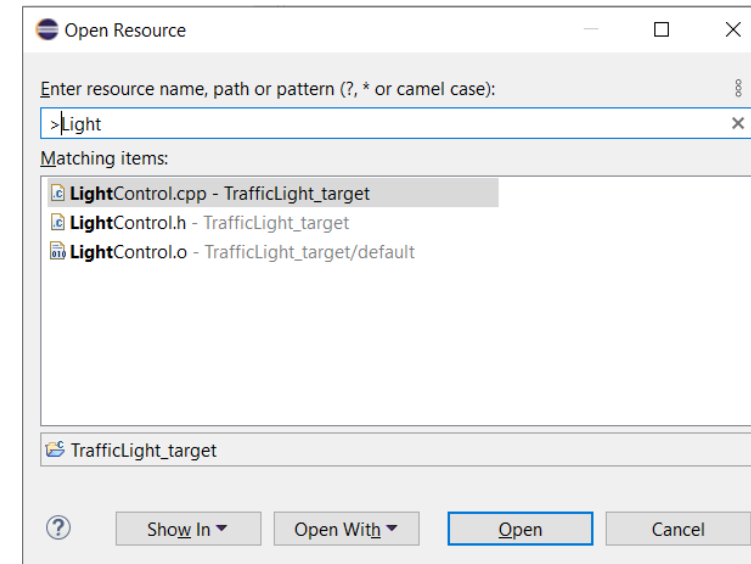 Open Resource
Enter resource name, path or pattern (?, * or camel case):
>Light
Matching items:
LightControl.cpp - TrafficLight_target
LightControl.h - TrafficLight_target
LightControl.o - TrafficLight_target/default
TrafficLight_target
Show In Open With Open Cancel